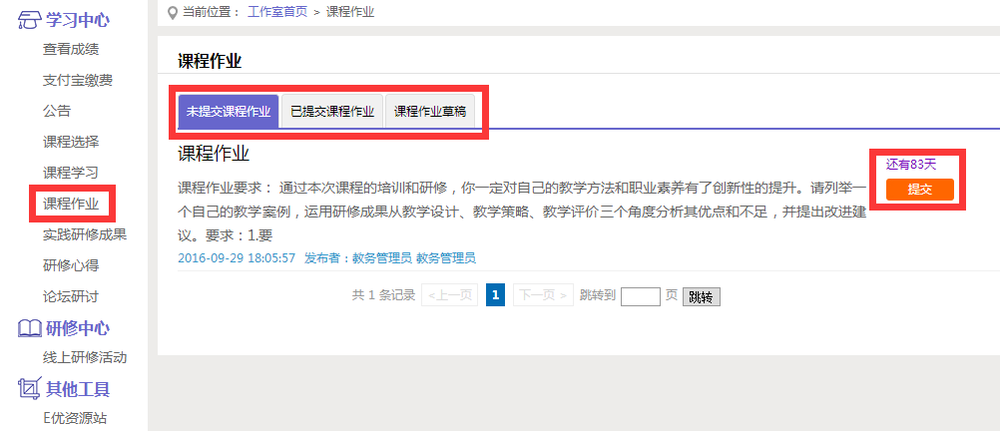 学习中心
查看成绩
支付宝缴费
公告
课程选择
课程学习
课程作业
实践研修成果
研修心得
论坛研讨
研修中心
线上研修活动
其他工具
E优资源站
当前位置： 工作室首页 > 课程作业
课程作业
未提交课程作业 已提交课程作业 课程作业草稿
课程作业
还有83天
提交
课程作业要求： 通过本次课程的培训和研修，你一定对自己的教学方法和职业素养有了创新性的提升。请列举一
个自己的教学案例，运用研修成果从教学设计、教学策略、教学评价三个角度分析其优点和不足，并提出改进建
议。要求：1.要
2016-09-29 18:05:57 发布者：教务管理员 教务管理员
共 1 条记录 <上一页 1 下一页 > 跳转到 页 跳转